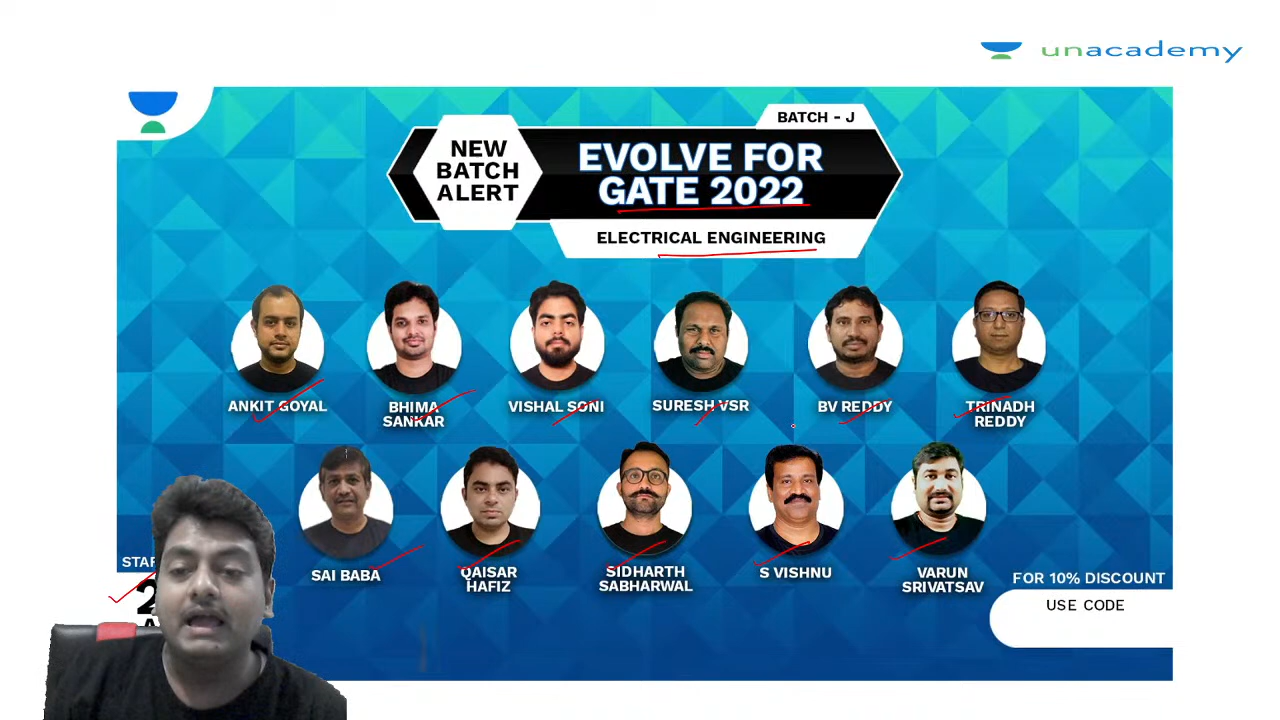 unacademy
BATCH - J
NEW
BATCH
ALERT
EVOLVE FOR
GATE 2022
ELECTRICAL ENGINEERING
ANKIT GOYAL
BHIMA
SANKAR
VISHAL SONI
SURESH VSR
BV REDDY
TRINADH
REDDY
SAI BABA
QAISAR
HAFIZ
SIDHARTH
SABHARWAL
S VISHNU
VARUN
SRIVATSAV
FOR 10% DISCOUNT
USE CODE